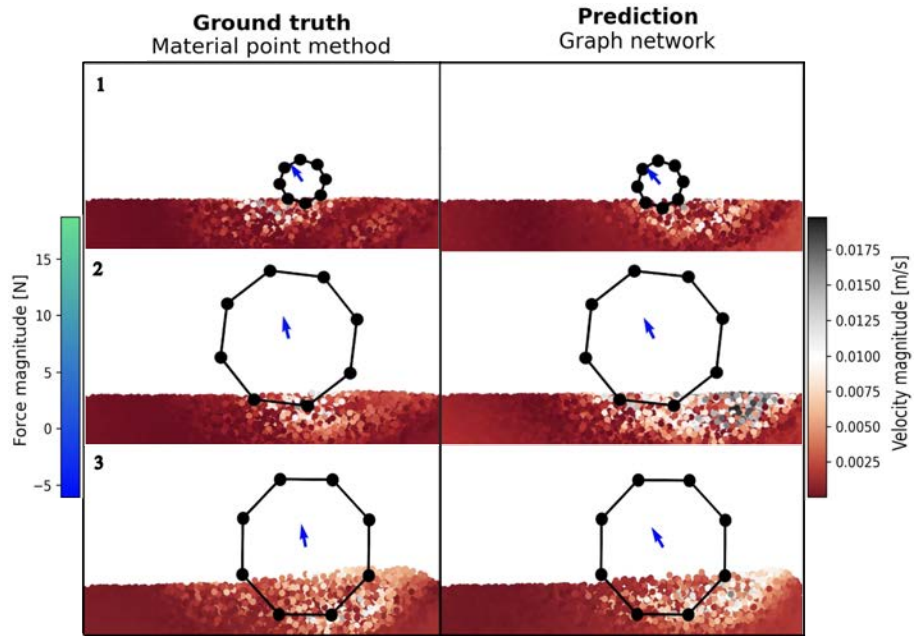 Ground truth
Material point method
Prediction
Graph network
1
2
3
Force magnitude [N]
15
10
5
0
−5
Velocity magnitude [m/s]
0.0175
0.0150
0.0125
0.0100
0.0075
0.0050
0.0025